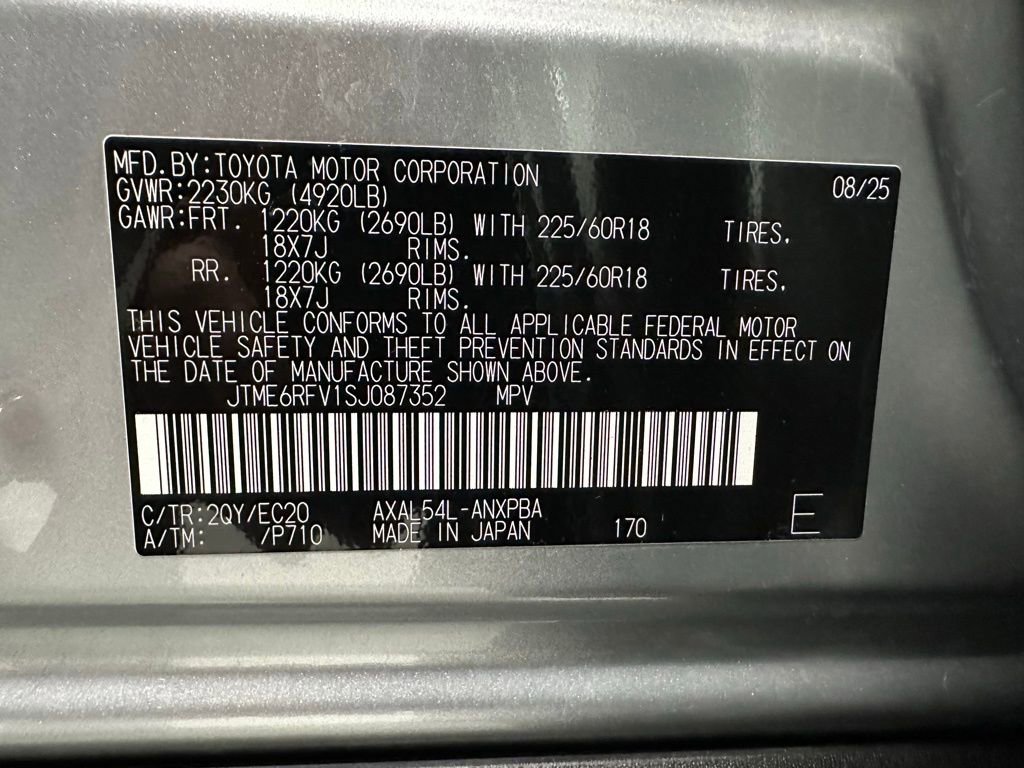 MFD.BY:TOYOTA MOTOR CORPORATION 08/25
GVWR:2230KG (4920LB)
GAWR:FRT. 1220KG (2690LB) WITH 225/60R18 TIRES.
18X7J RIMS.
RR. 1220KG (2690LB) WITH 225/60R18 TIRES.
18X7J RIMS.
THIS VEHICLE CONFORMS TO ALL APPLICABLE FEDERAL MOTOR
VEHICLE SAFETY AND THEFT PREVENTION STANDARDS IN EFFECT ON
THE DATE OF MANUFACTURE SHOWN ABOVE.
JTME6RFV1SJ087352 MPV
C/TR:2QY/EC20 AXAL54L-ANXPBA
A/TM: /P710 MADE IN JAPAN 170 E